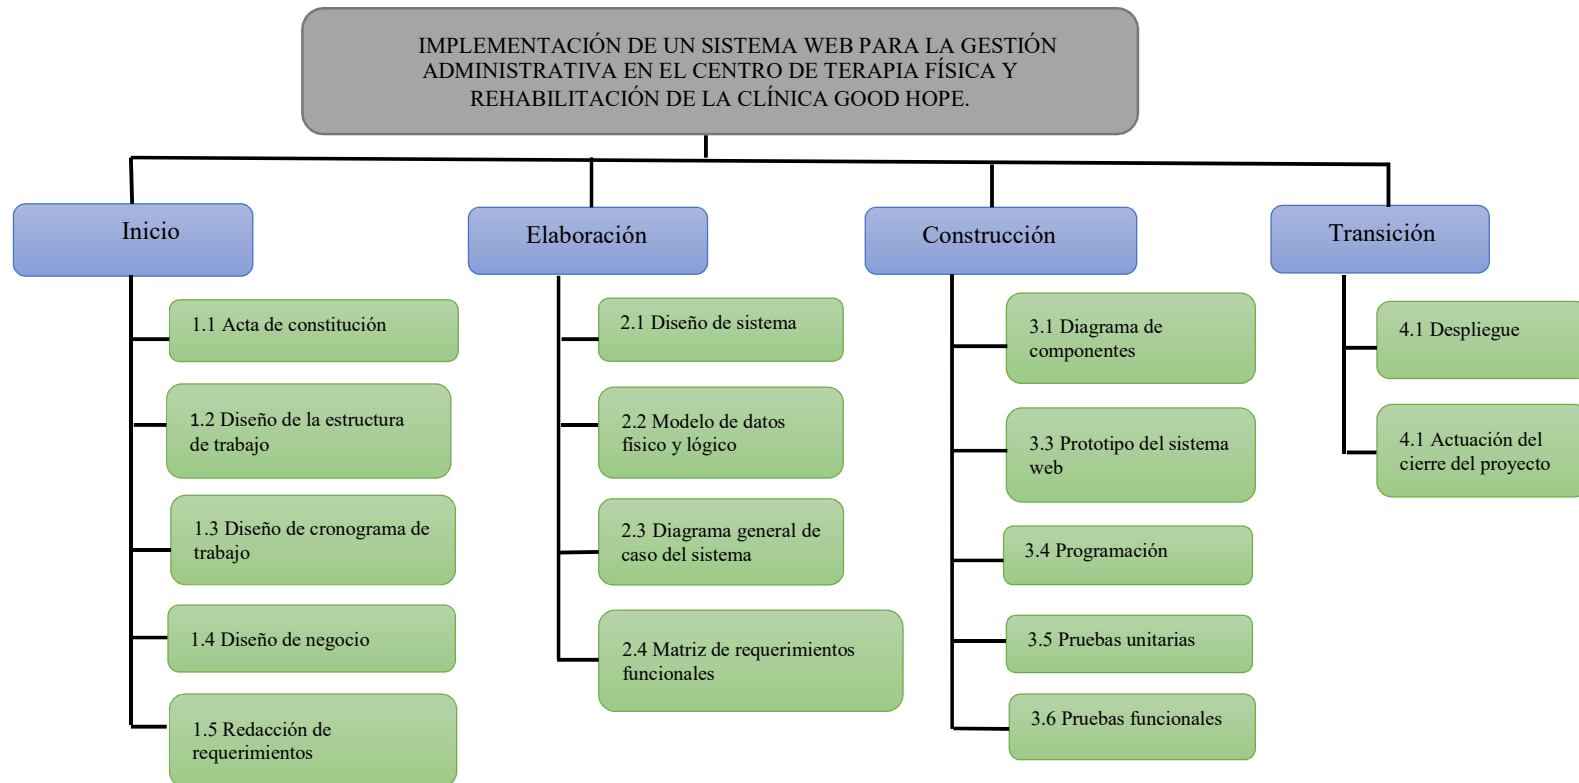 IMPLEMENTACIÓN DE UN SISTEMA WEB PARA LA GESTIÓN
ADMINISTRATIVA EN EL CENTRO DE TERAPIA FÍSICA Y
REHABILITACIÓN DE LA CLÍNICA GOOD HOPE.
Inicio
1.1 Acta de constitución
1.2 Diseño de la estructura
de trabajo
1.3 Diseño de cronograma de
trabajo
1.4 Diseño de negocio
1.5 Redacción de
requerimientos
Elaboración
2.1 Diseño de sistema
2.2 Modelo de datos
físico y lógico
2.3 Diagrama general de
caso del sistema
2.4 Matriz de requerimientos
funcionales
Construcción
3.1 Diagrama de
componentes
3.3 Prototipo del sistema
web
3.4 Programación
3.5 Pruebas unitarias
3.6 Pruebas funcionales
Transición
4.1 Despliegue
4.1 Actuación del
cierre del proyecto